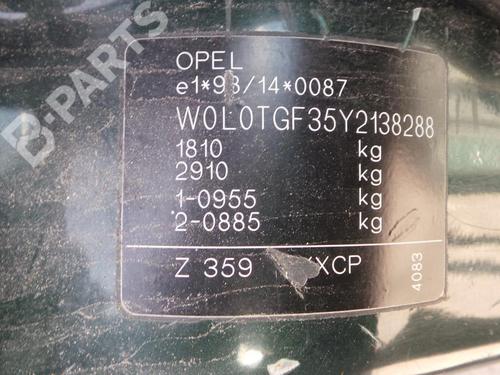 OPEL
e1*98/14*0087
W0L0TGF35Y2138288
1810 kg
2910 kg
1-0955 kg
2-0885 kg
Z 359 XCP
4083
B-PARTS